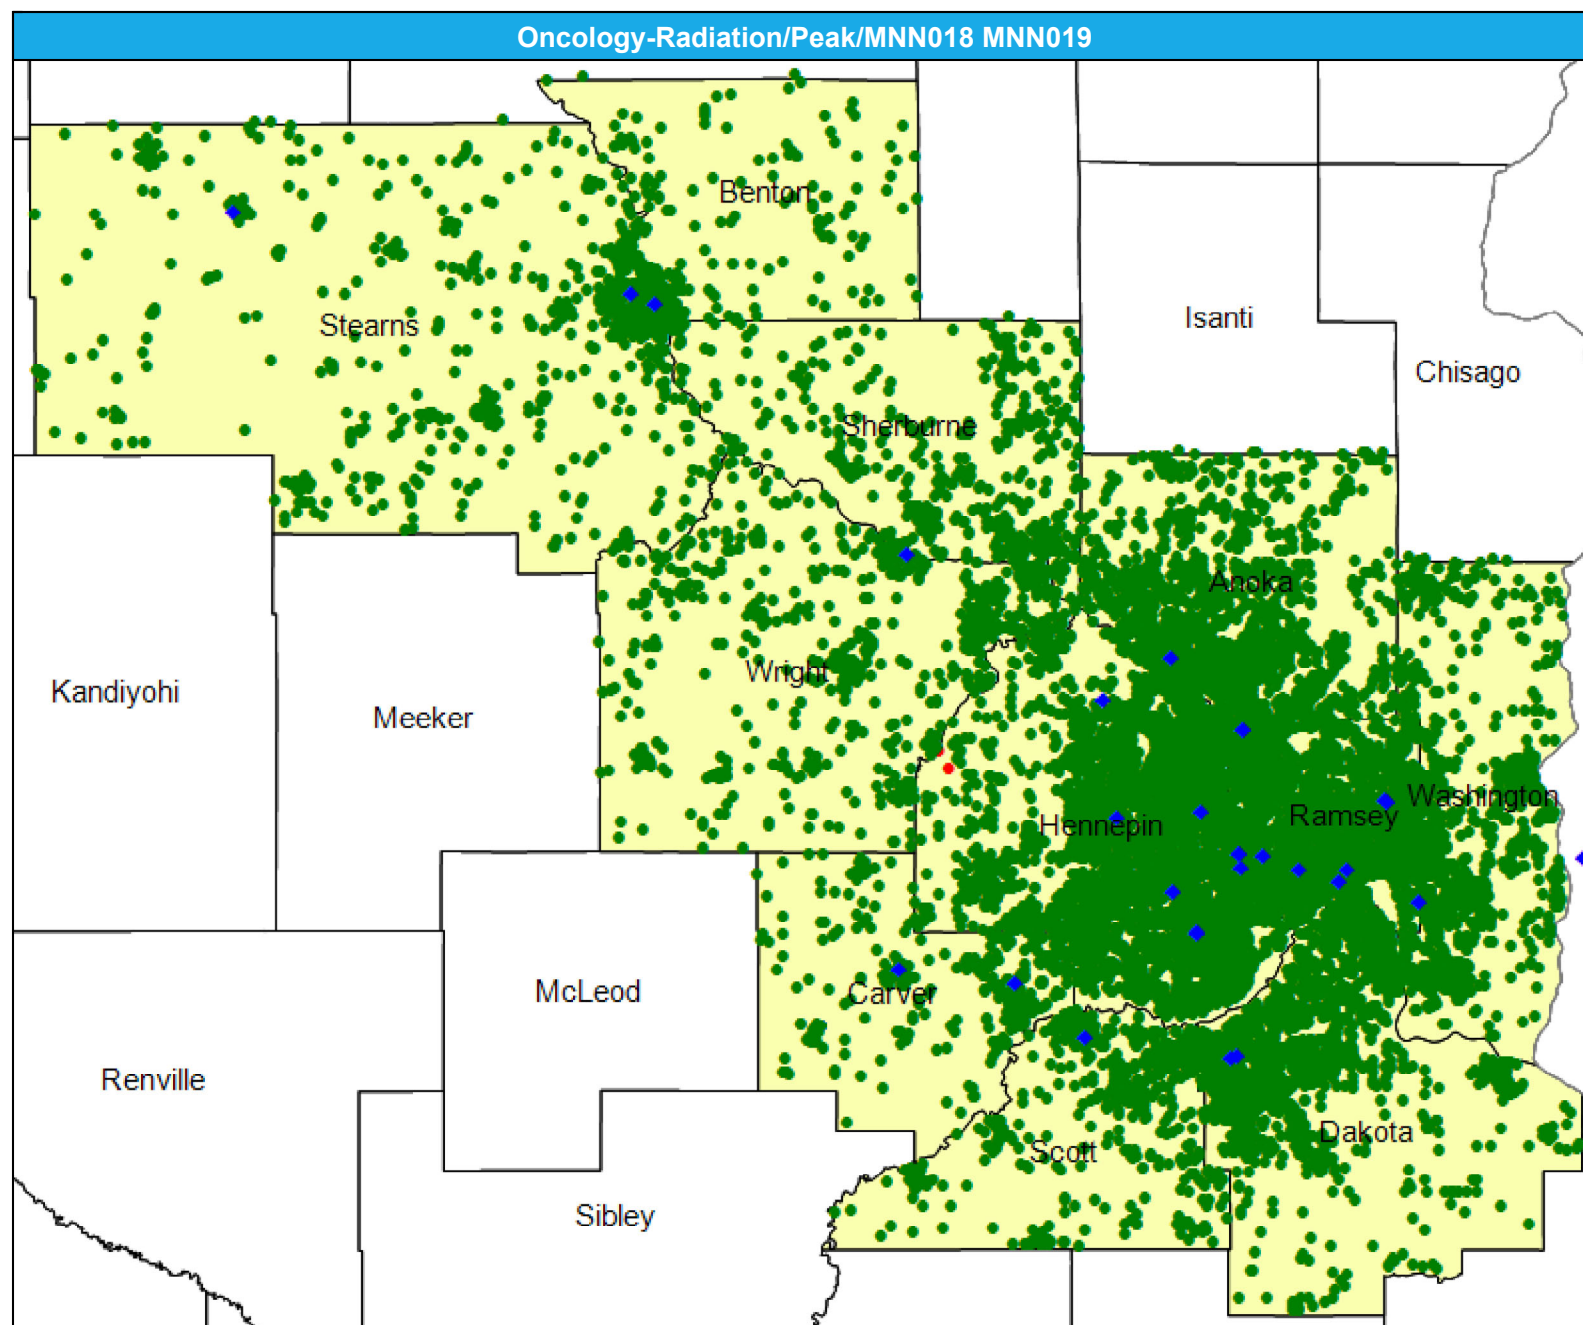 Oncology-Radiation/Peak/MNN018 MNN019
Benton
Stearns
Isanti
Chisago
Sherburne
Anoka
Wright
Kandiyohi
Meeker
Washington
Ramsey
Hennepin
McLeod
Carver
Renville
Dakota
Scott
Sibley